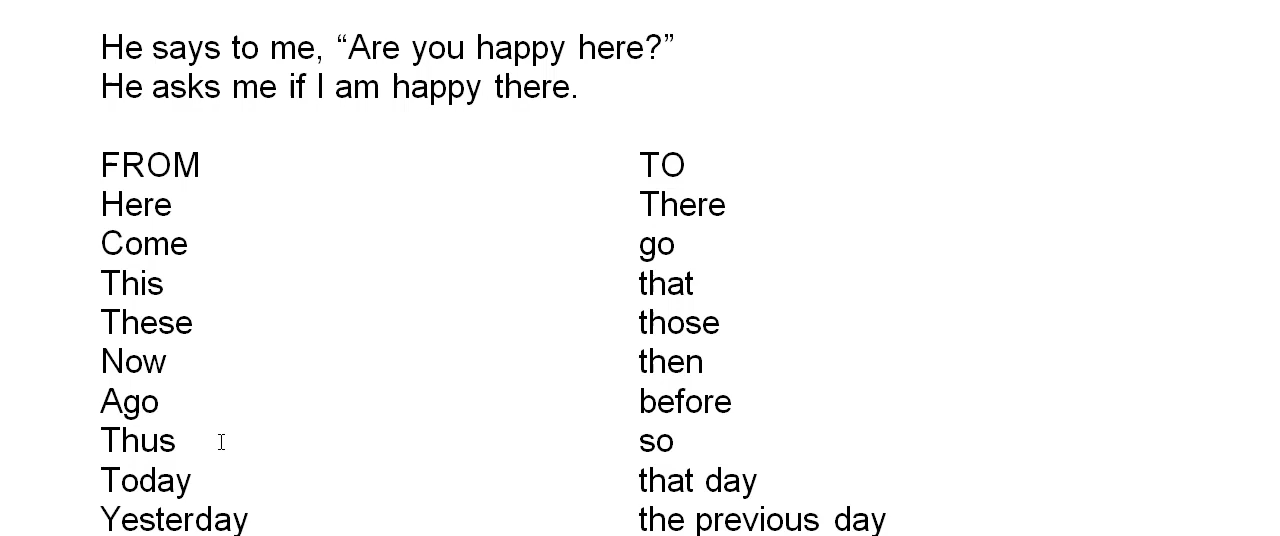 He says to me, “Are you happy here?”
He asks me if I am happy there.
FROM TO
Here There
Come go
This that
These those
Now then
Ago before
Thus so
Today that day
Yesterday the previous day